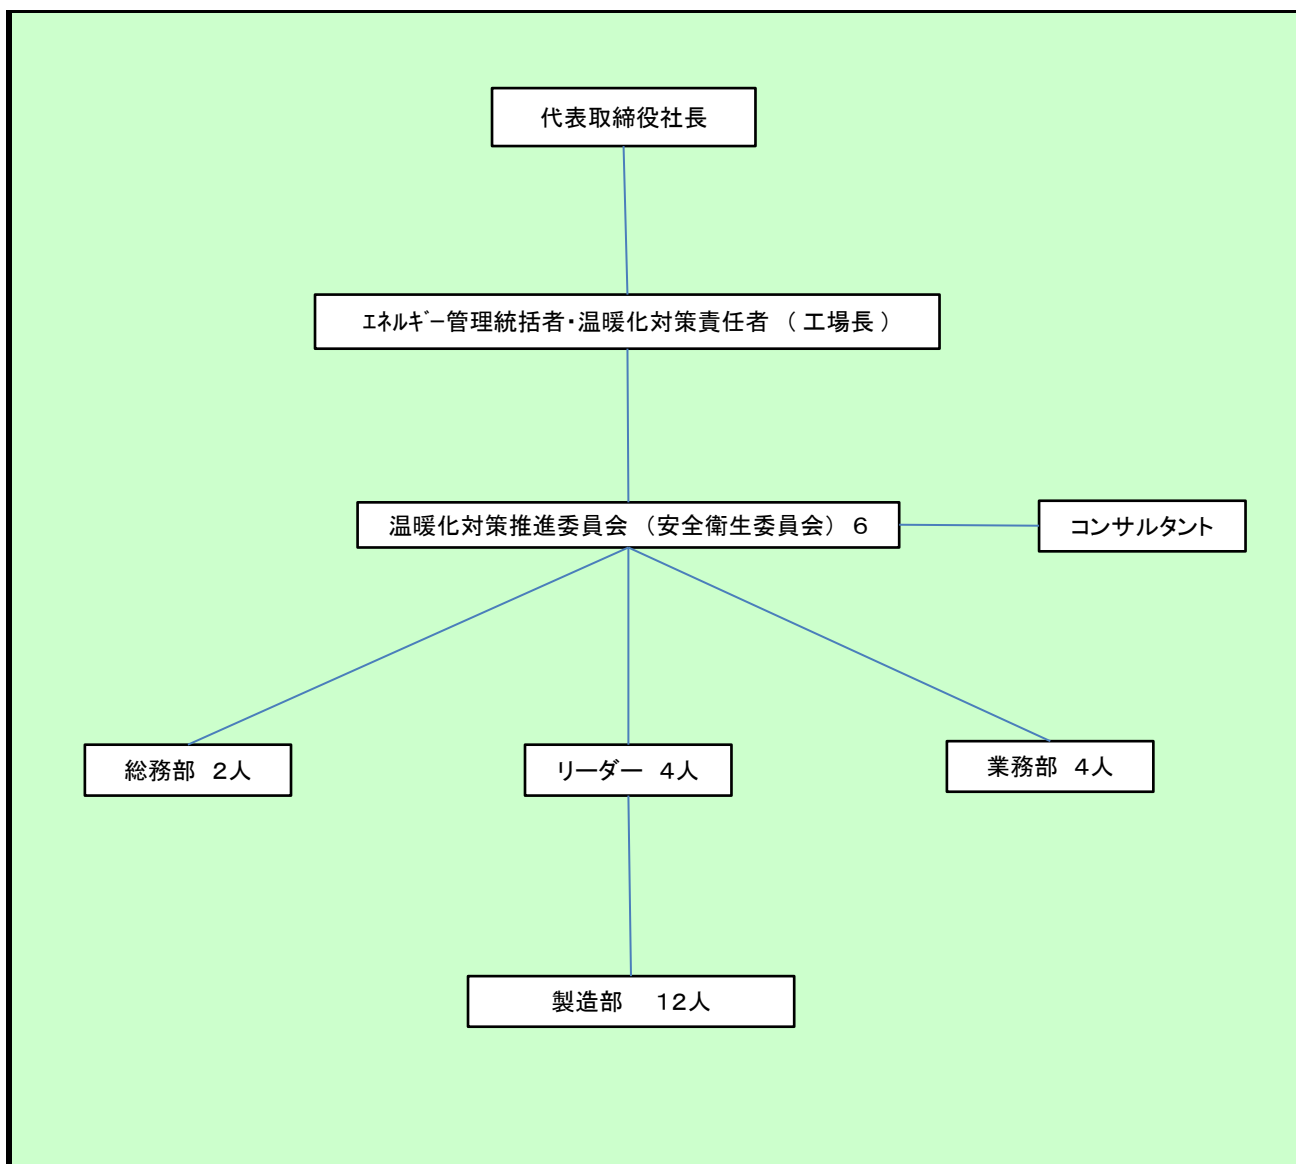 代表取締役社長
ｴﾈﾙｷﾞｰ管理統括者・温暖化対策責任者 （ 工場長 ）
温暖化対策推進委員会 （安全衛生委員会） ６
コンサルタント
総務部 ２人
リーダー ４人
業務部 ４人
製造部 １２人